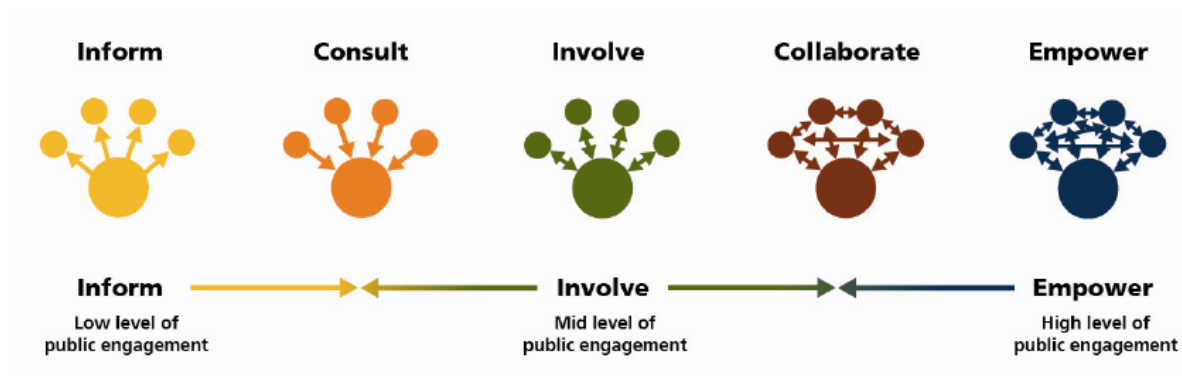 Inform
Consult
Involve
Collaborate
Empower
Inform
Involve
Empower
Low level of
public engagement
Mid level of
public engagement
High level of
public engagement